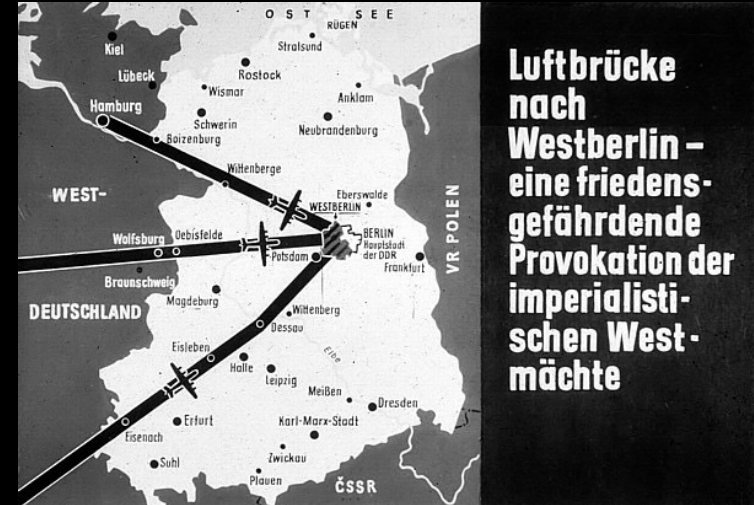 OST SEE
RÜGEN
Kiel
Stralsund
Rostock
Lübeck
Wismar
Anklam
Hamburg
Schwerin
Neubrandenburg
Boizenburg
Wittenberge
WEST-
Eberswalde
WESTBERLIN
BERLIN
Hauptstadt
der DDR
VR POLEN
Wolfsburg
Oebisfelde
Potsdam
Frankfurt
Braunschweig
Magdeburg
DEUTSCHLAND
Wittenberg
Dessau
Elbe
Eisleben
Halle
Leipzig
Meißen
Dresden
Erfurt
Karl-Marx-Stadt
Eisenach
Zwickau
Suhl
Plauen
ČSSR
Luftbrücke
nach
Westberlin –
eine friedens-
gefährdende
Provokation der
imperialisti-
schen West-
mächte